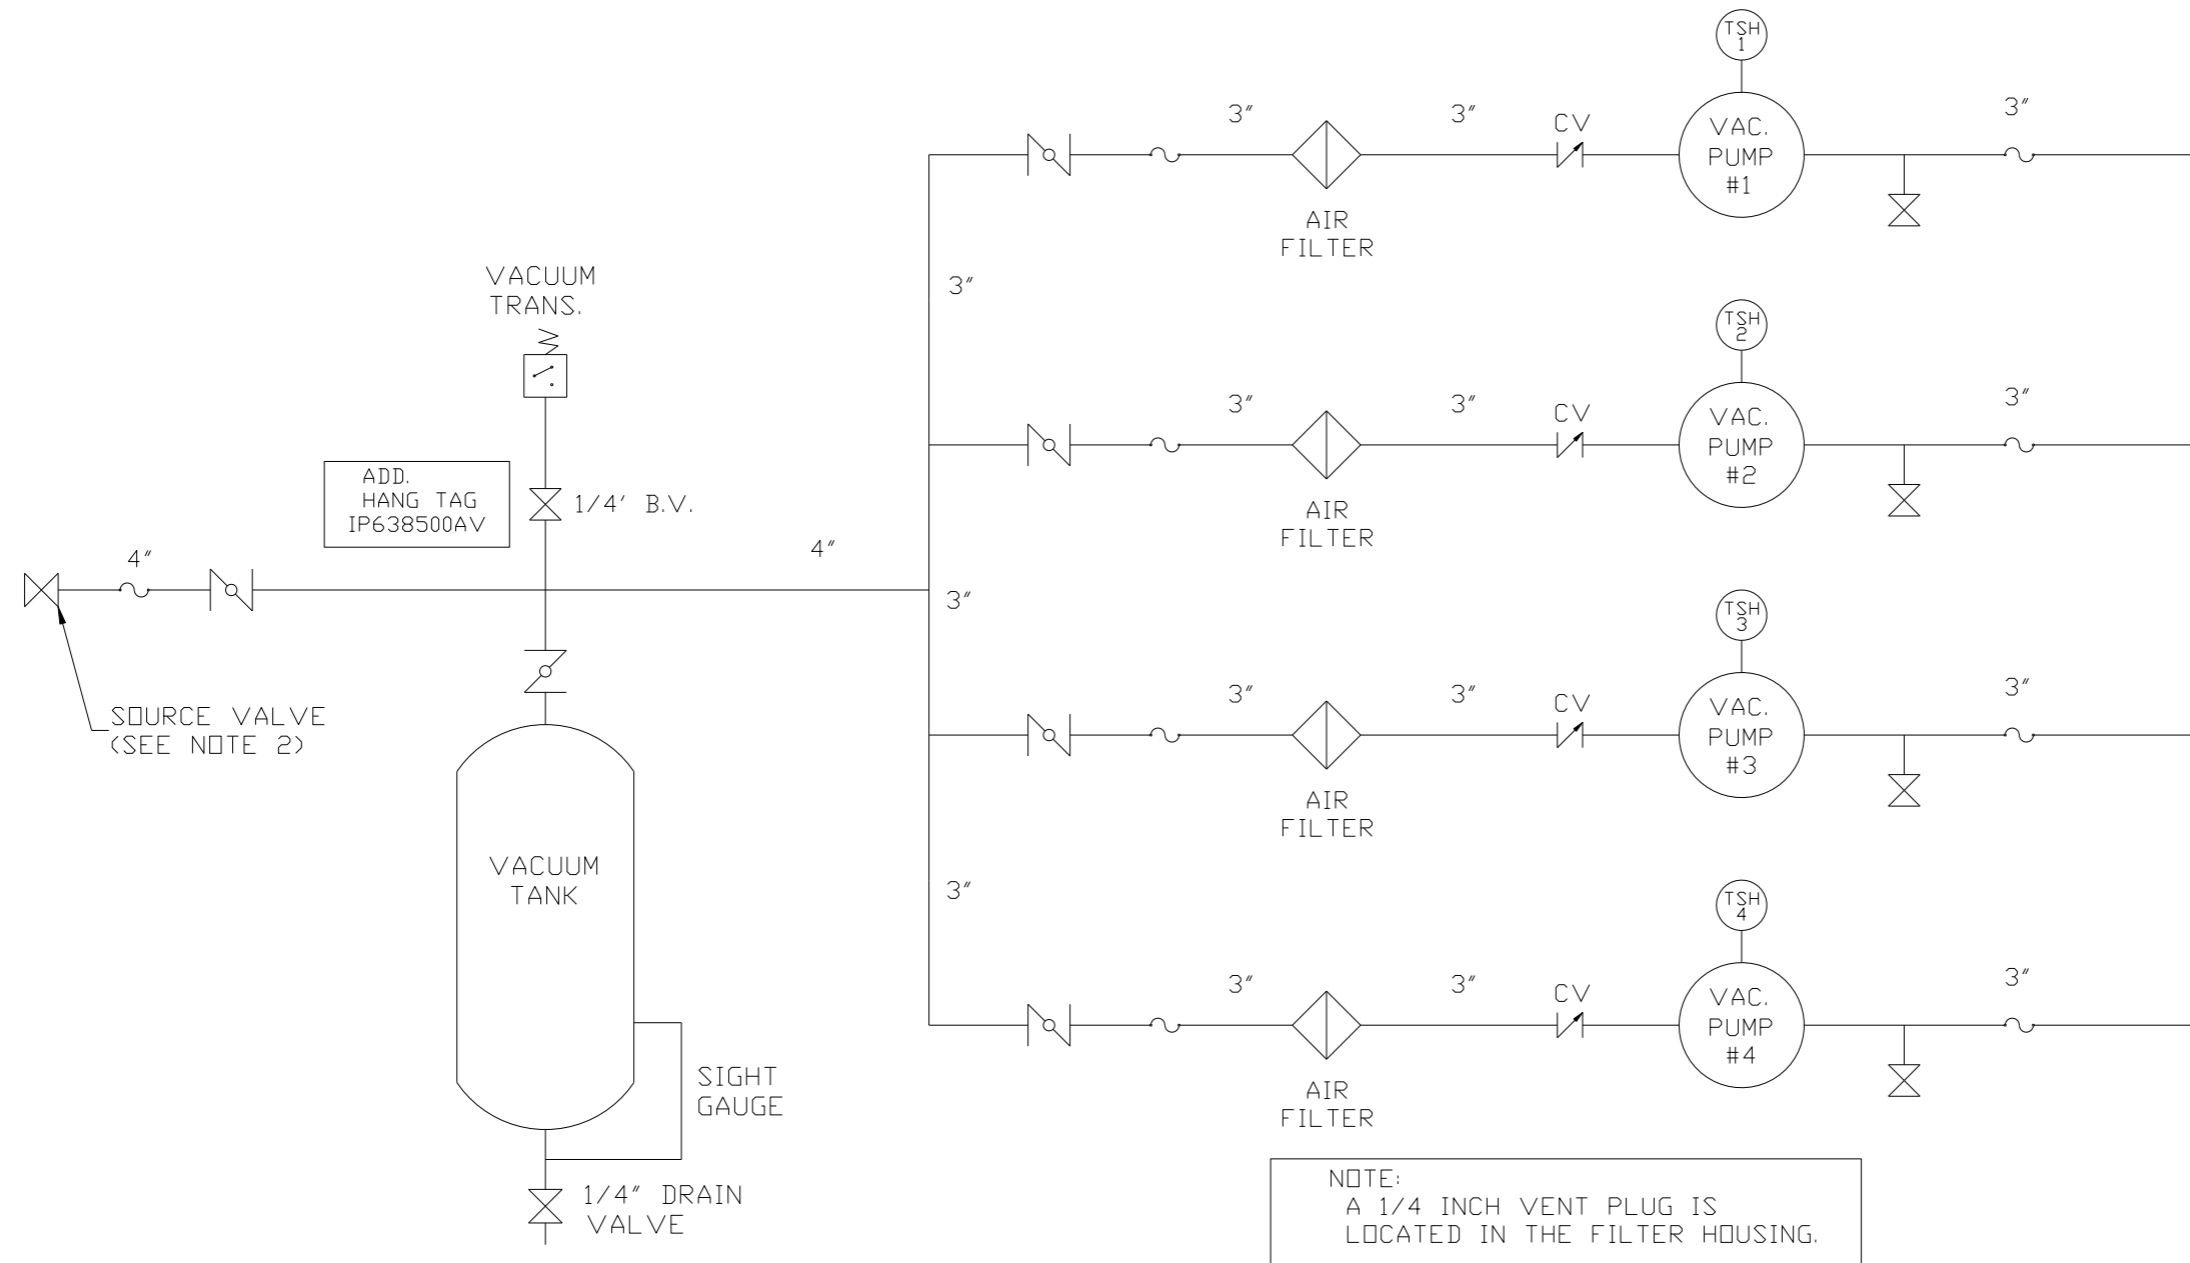 TSH
1
3"
3"
CV
VAC.
PUMP
#1
3"
AIR
FILTER
3"
VACUUM
TRANS.
TSH
2
3"
3"
CV
VAC.
PUMP
#2
3"
AIR
FILTER
ADD.
HANG TAG
IP638500AV
1/4' B.V.
4"
4"
3"
SOURCE VALVE
(SEE NOTE 2)
TSH
3
3"
3"
CV
VAC.
PUMP
#3
3"
AIR
FILTER
VACUUM
TANK
3"
TSH
4
3"
3"
CV
VAC.
PUMP
#4
3"
AIR
FILTER
SIGHT
GAUGE
1/4" DRAIN
VALVE
NOTE:
A 1/4 INCH VENT PLUG IS
LOCATED IN THE FILTER HOUSING.